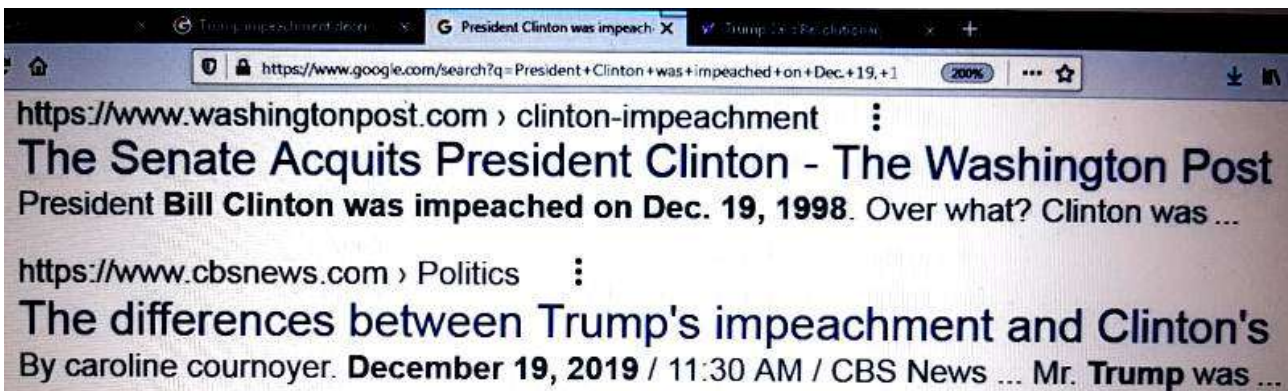 G President Clinton was impeach X
https://www.google.com/search?q=President+Clinton+was+impeached+on+Dec.+19,+1 200% ...
https://www.washingtonpost.com › clinton-impeachment
The Senate Acquits President Clinton - The Washington Post
President Bill Clinton was impeached on Dec. 19, 1998. Over what? Clinton was ...
https://www.cbsnews.com › Politics
The differences between Trump's impeachment and Clinton's
By caroline cournoyer. December 19, 2019 / 11:30 AM / CBS News ... Mr. Trump was ...